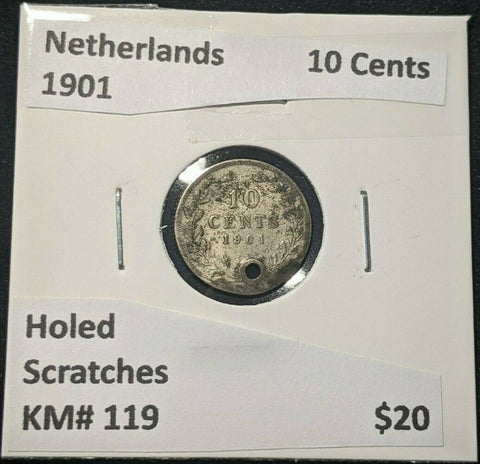 Netherlands 10 Cents
1901
10
CENTS
1901
Holed
Scratches
KM# 119 $20